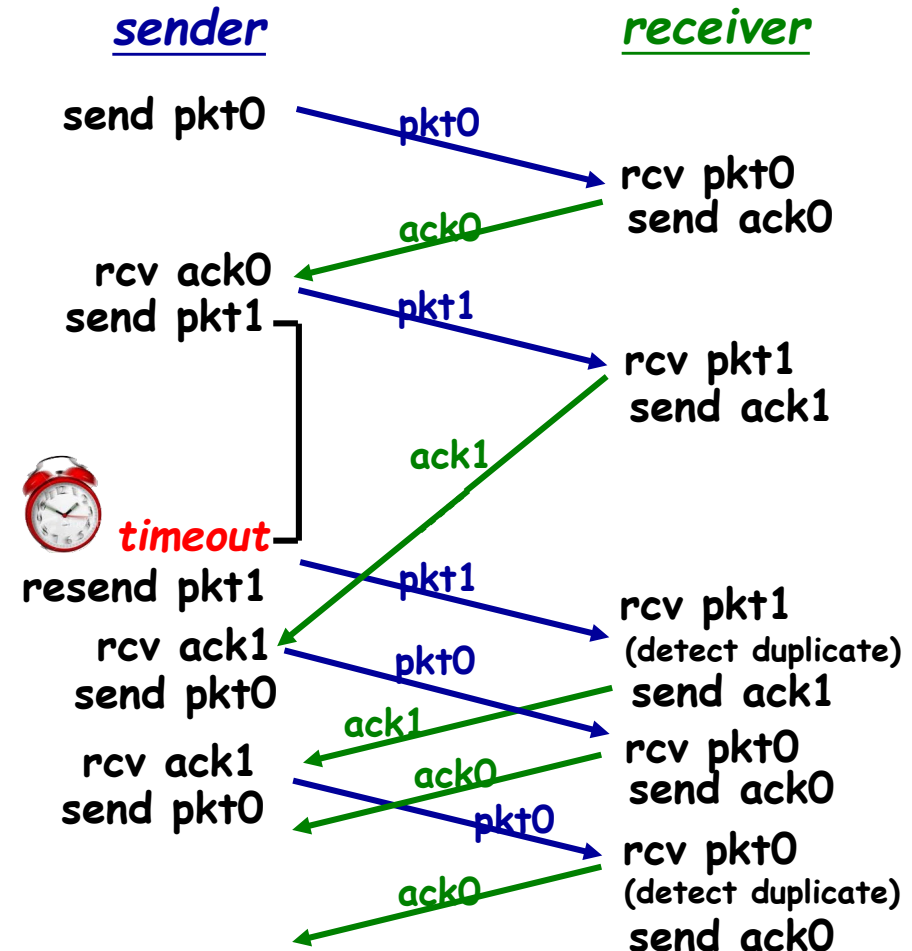 sender
receiver
send pkt0
pkt0
rcv pkt0
send ack0
ack0
rcv ack0
send pkt1
pkt1
rcv pkt1
send ack1
ack1
timeout
resend pkt1
pkt1
rcv pkt1
(detect duplicate)
send ack1
rcv ack1
send pkt0
pkt0
ack1
rcv pkt0
send ack0
rcv ack1
send pkt0
ack0
pkt0
rcv pkt0
(detect duplicate)
send ack0
ack0